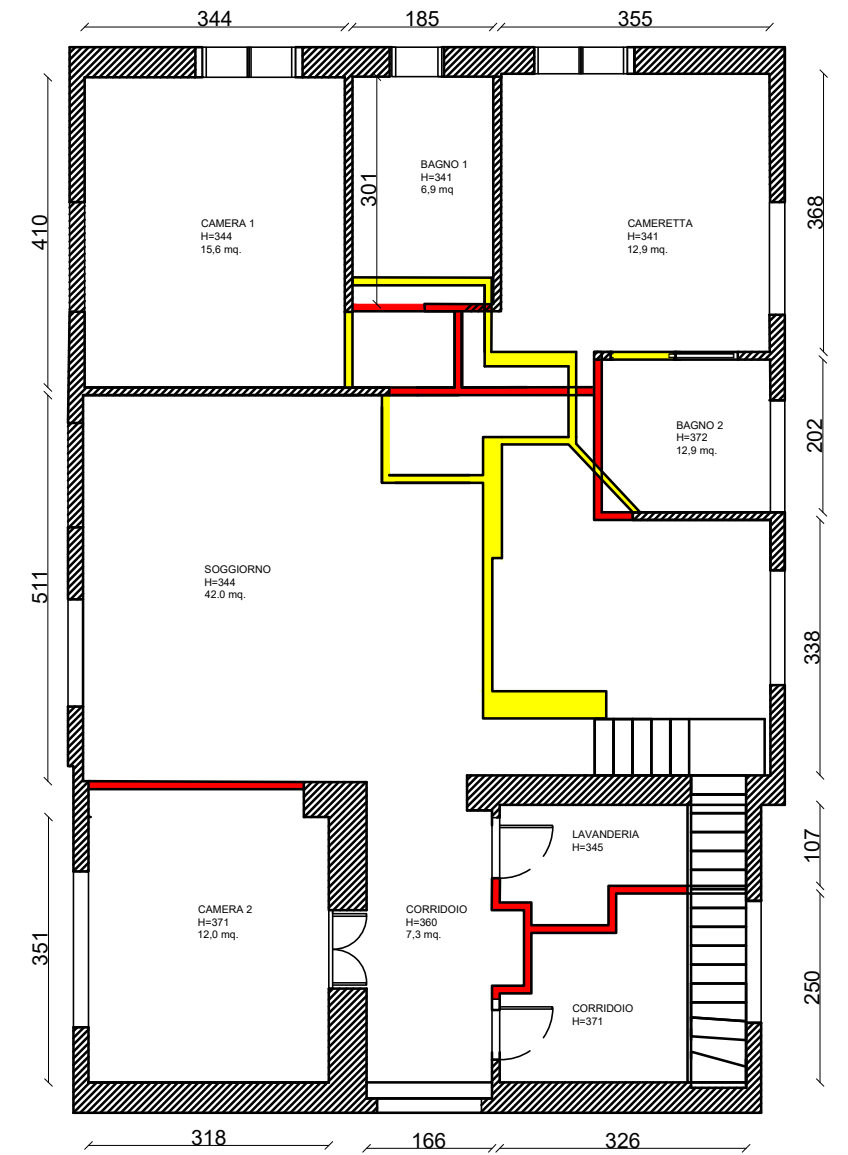 344
185
355
410
301
BAGNO 1
H=341
6,9 mq
368
CAMERA 1
H=344
15,6 mq.
CAMERETTA
H=341
12,9 mq.
202
BAGNO 2
H=372
12,9 mq.
511
SOGGIORNO
H=344
42.0 mq.
338
107
LAVANDERIA
H=345
351
CAMERA 2
H=371
12,0 mq.
CORRIDOIO
H=360
7,3 mq.
250
CORRIDOIO
H=371
318
166
326